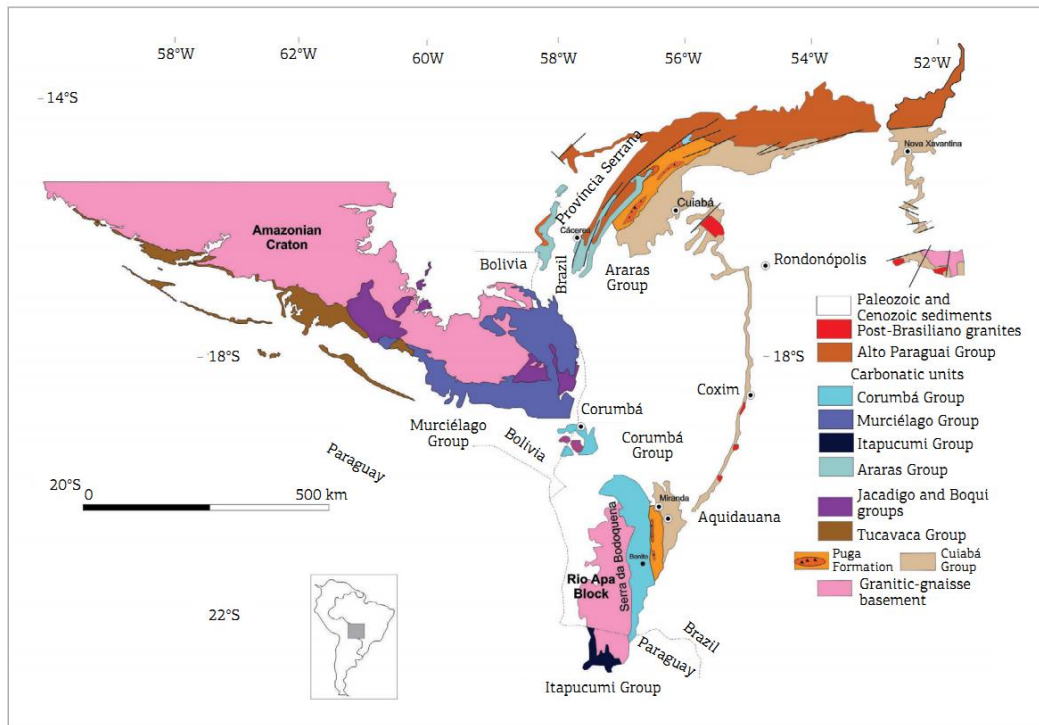 58°W
62°W
60°W
58°W
56°W
54°W
52°W
14°S
Nova Xavantina
Província Serrana
Cuiabá
Amazonian
Craton
Cáceres
Bolivia
Brazil
Araras
Group
Rondonópolis
Paleozoic and
Cenozoic sediments
Post-Brasiliano granites
18°S
18°S
Alto Paraguai Group
Carbonatic units
Coxim
Corumbá Group
Corumbá
Murciélago
Group
Bolivia
Corumbá
Group
Murciélago Group
Itapucumi Group
Paraguay
Araras Group
20°S
0
500 km
Miranda
Aquidauana
Jacadigo and Boqui
groups
Tucavaca Group
Serra da Bodoquena
Bonito
Puga
Formation
Cuiabá
Group
Rio Apa
Block
Granitic-gnaisse
basement
22°S
Brazil
Paraguay
Itapucumi Group